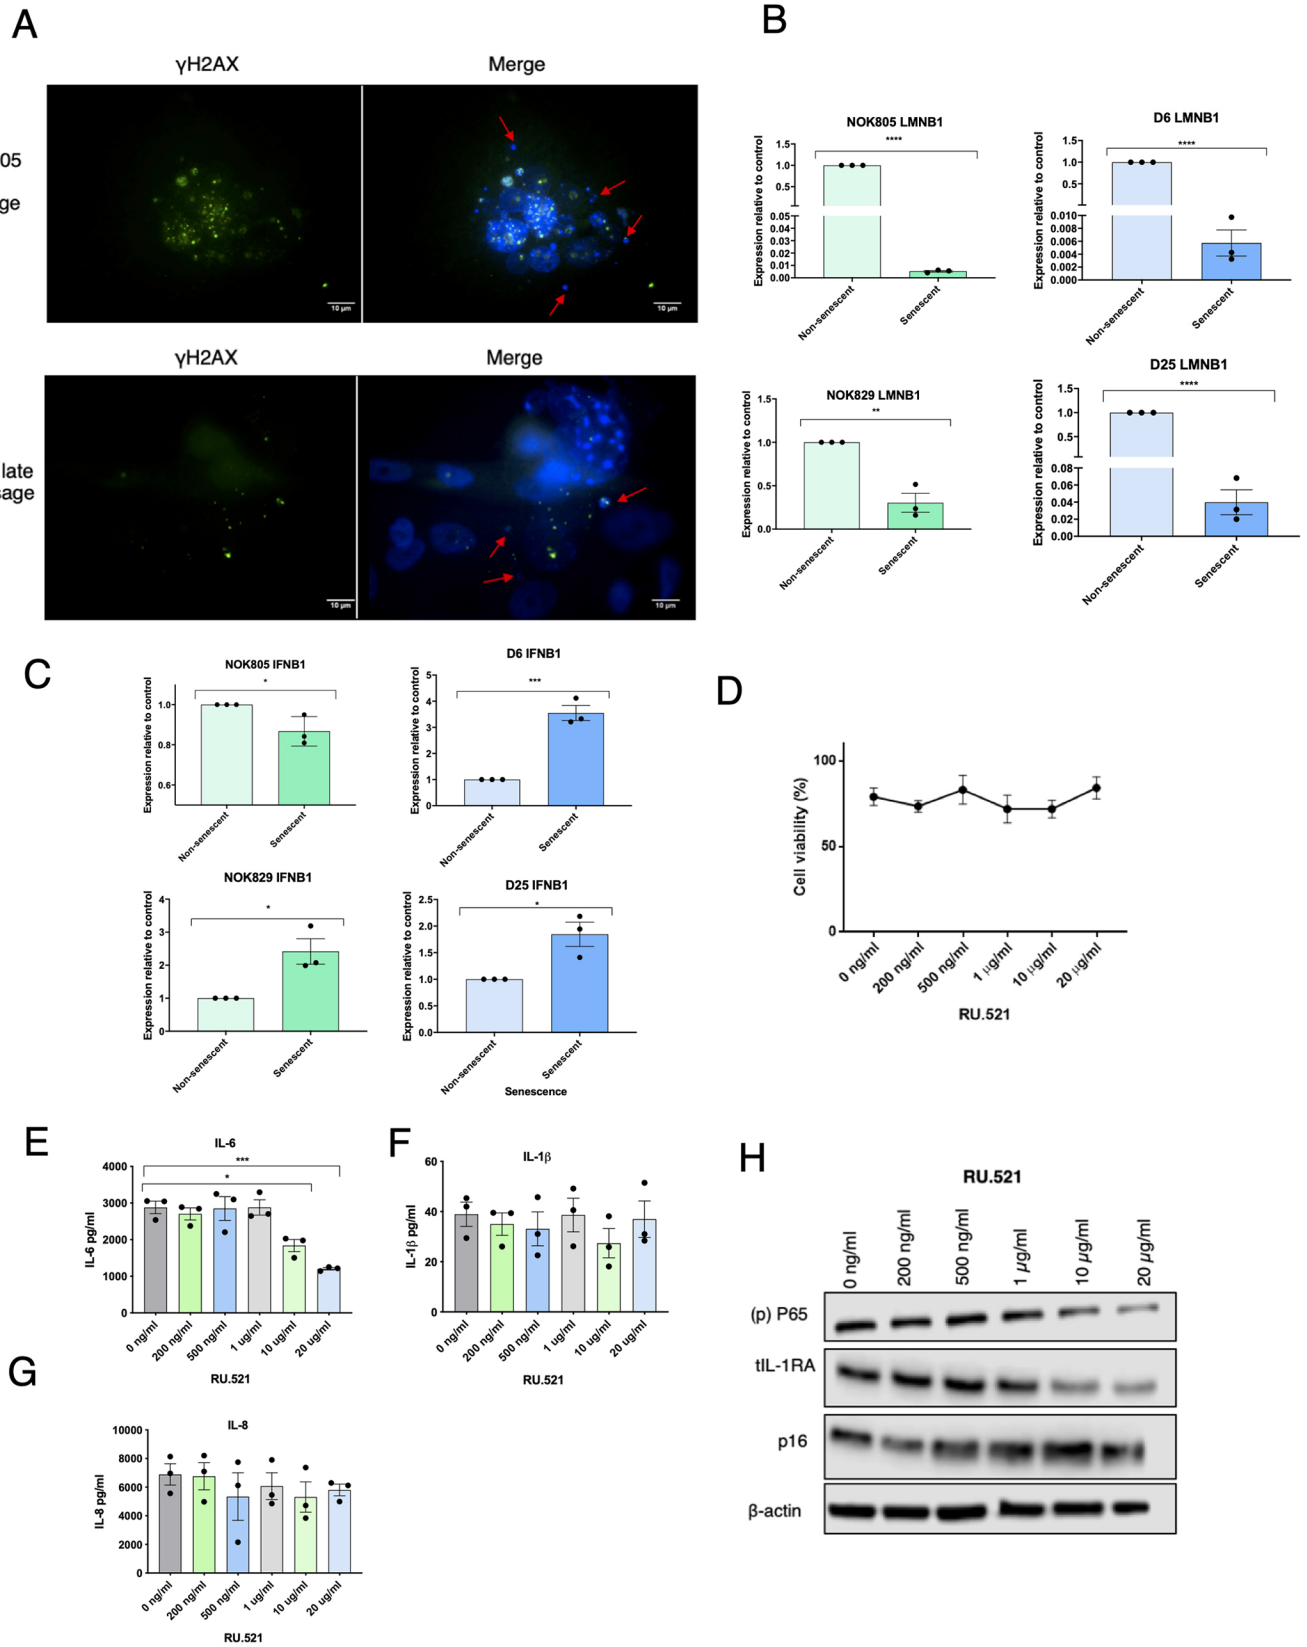 A
B
γH2AX
Merge
05
ge
10 µm
10 µm
γH2AX
Merge
late
sage
10 µm
10 µm
NOK805 LMNB1
****
Expression relative to control
1.5
1.0
0.5
0.05
0.04
0.03
0.02
0.01
0.00
Non-senescent
Senescent
D6 LMNB1
****
Expression relative to control
1.5
1.0
0.5
0.010
0.008
0.006
0.004
0.002
0.000
Non-senescent
Senescent
NOK829 LMNB1
**
Expression relative to control
1.5
1.0
0.5
0.0
Non-senescent
Senescent
D25 LMNB1
****
Expression relative to control
1.5
1.0
0.5
0.08
0.06
0.04
0.02
0.00
Non-senescent
Senescent
C
NOK805 IFNB1
*
Expression relative to control
1.0
0.8
0.6
Non-senescent
Senescent
D6 IFNB1
***
Expression relative to control
5
4
3
2
1
0
Non-senescent
Senescent
NOK829 IFNB1
*
Expression relative to control
4
3
2
1
0
Non-senescent
Senescent
D25 IFNB1
*
Expression relative to control
2.5
2.0
1.5
1.0
0.5
0.0
Non-senescent
Senescent
Senescence
D
Cell viability (%)
100
50
0
0 ng/ml
200 ng/ml
500 ng/ml
1 µg/ml
10 µg/ml
20 µg/ml
RU.521
E
IL-6
***
*
IL-6 pg/ml
4000
3000
2000
1000
0
0 ng/ml
200 ng/ml
500 ng/ml
1 ug/ml
10 ug/ml
20 ug/ml
RU.521
F
IL-1β
IL-1β pg/ml
60
40
20
0
0 ng/ml
200 ng/ml
500 ng/ml
1 ug/ml
10 ug/ml
20 ug/ml
RU.521
G
IL-8
IL-8 pg/ml
10000
8000
6000
4000
2000
0
0 ng/ml
200 ng/ml
500 ng/ml
1 ug/ml
10 ug/ml
20 ug/ml
RU.521
H
RU.521
0 ng/ml
200 ng/ml
500 ng/ml
1 µg/ml
10 µg/ml
20 µg/ml
(p) P65
tIL-1RA
p16
β-actin